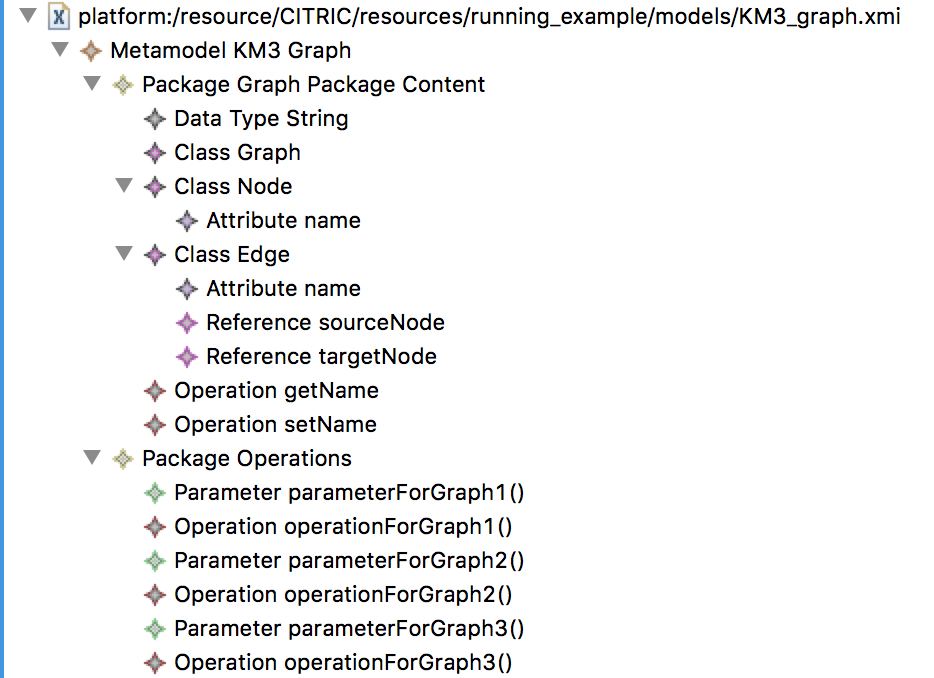 platform:/resource/CITRIC/resources/running_example/models/KM3_graph.xmi
Metamodel KM3 Graph
Package Graph Package Content
Data Type String
Class Graph
Class Node
Attribute name
Class Edge
Attribute name
Reference sourceNode
Reference targetNode
Operation getName
Operation setName
Package Operations
Parameter parameterForGraph1()
Operation operationForGraph1()
Parameter parameterForGraph2()
Operation operationForGraph2()
Parameter parameterForGraph3()
Operation operationForGraph3()